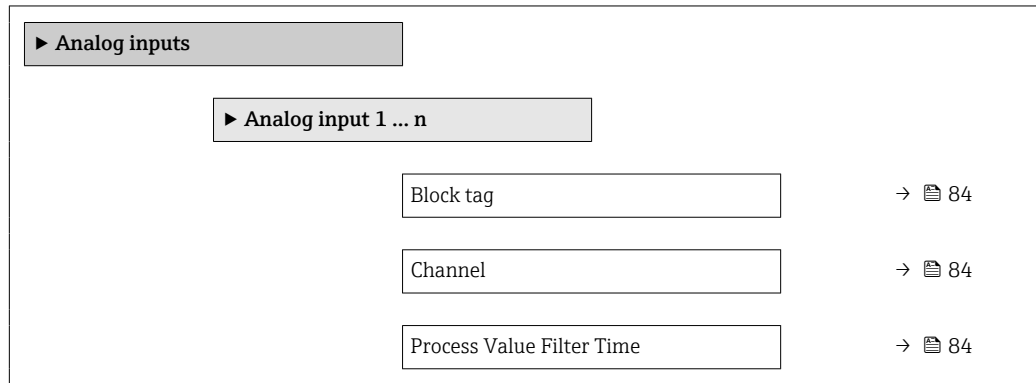 ▶ Analog inputs
▶ Analog input 1 ... n
Block tag → 84
Channel → 84
Process Value Filter Time → 84